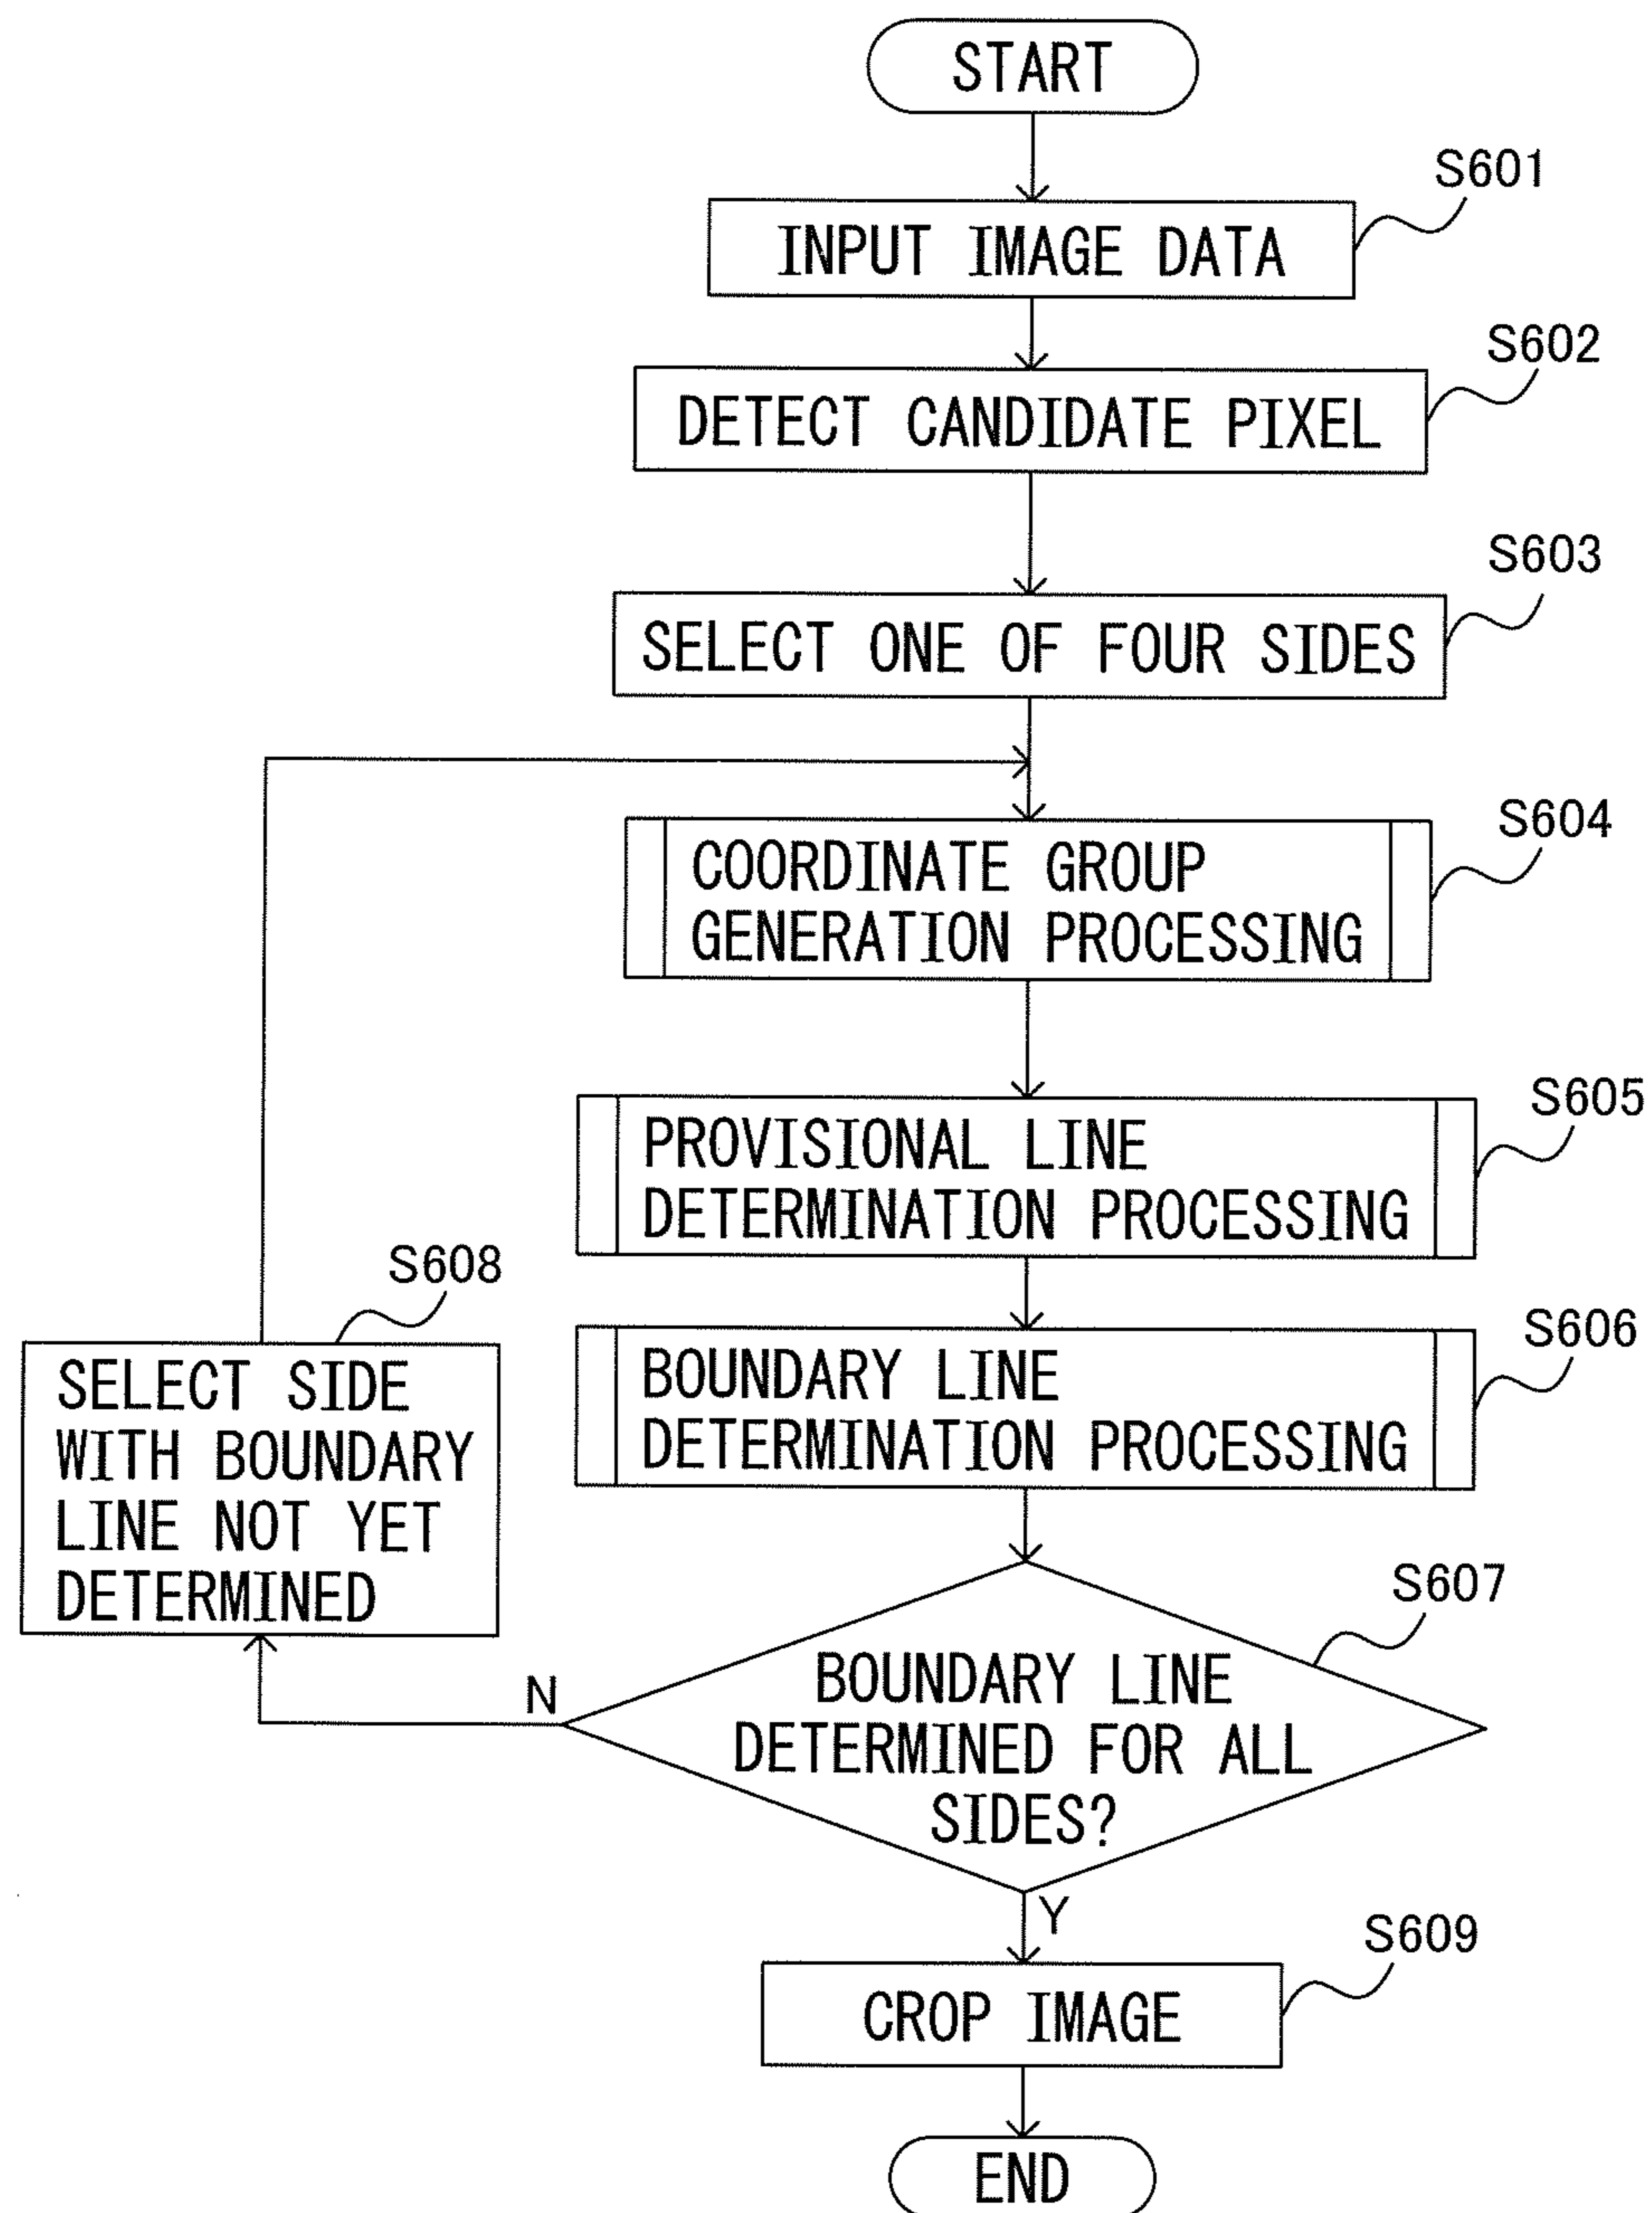 START
S601
INPUT IMAGE DATA
S602
DETECT CANDIDATE PIXEL
S603
SELECT ONE OF FOUR SIDES
S604
COORDINATE GROUP
GENERATION PROCESSING
S605
PROVISIONAL LINE
DETERMINATION PROCESSING
S606
BOUNDARY LINE
DETERMINATION PROCESSING
S608
SELECT SIDE
WITH BOUNDARY
LINE NOT YET
DETERMINED
S607
BOUNDARY LINE
DETERMINED FOR ALL
SIDES?
N
Y
S609
CROP IMAGE
END